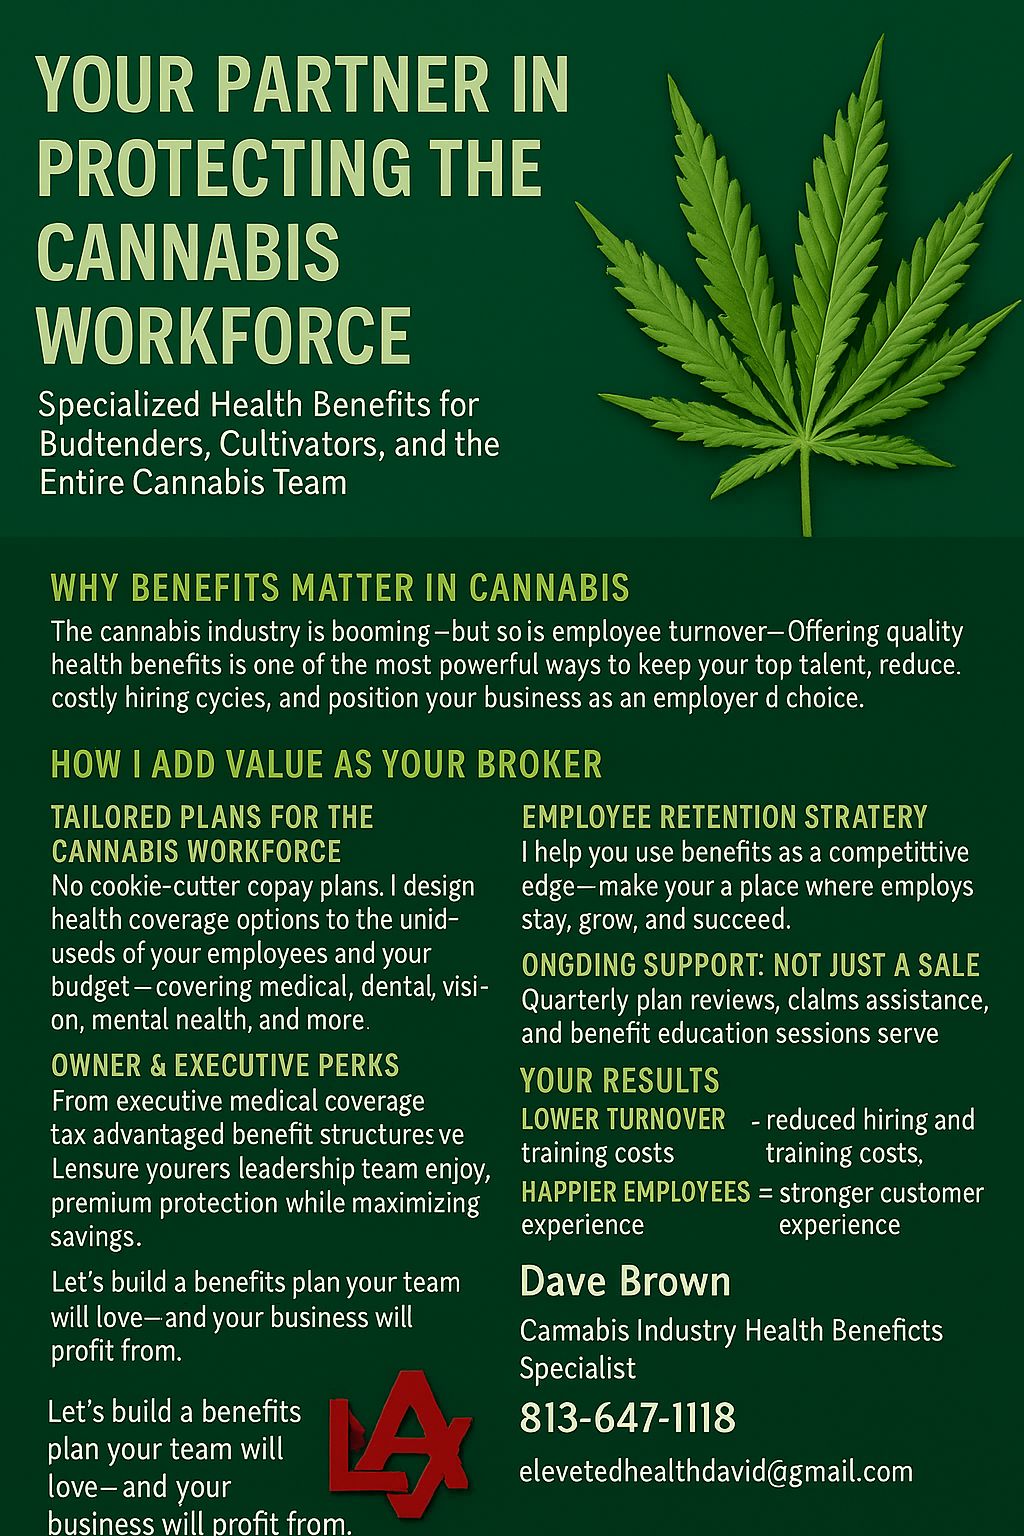 YOUR PARTNER IN
PROTECTING THE
CANNABIS
WORKFORCE
Specialized Health Benefits for
Budtenders, Cultivators, and the
Entire Cannabis Team
WHY BENEFITS MATTER IN CANNABIS
The cannabis industry is booming—but so is employee turnover—Offering quality
health benefits is one of the most powerful ways to keep your top talent, reduce.
costly hiring cycles, and position your business as an employer d choice.
HOW I ADD VALUE AS YOUR BROKER
TAILORED PLANS FOR THE
CANNABIS WORKFORCE
No cookie-cutter copay plans. I design
health coverage options to the unid-
useds of your employees and your
budget—covering medical, dental, visi-
on, mental nealth, and more.
OWNER & EXECUTIVE PERKS
From executive medical coverage
tax advantaged benefit structures ve
Lensure yourers leadership team enjoy,
premium protection while maximizing
savings.
Let's build a benefits plan your team
will love—and your business will
profit from.
Let's build a benefits
plan your team will
love—and your
business will profit from.
LAX
EMPLOYEE RETENTION STRATERY
I help you use benefits as a competittive
edge—make your a place where employs
stay, grow, and succeed.
ONGDING SUPPORT: NOT JUST A SALE
Quarterly plan reviews, clalms assistance,
and benefit education sessions serve
YOUR RESULTS
LOWER TURNOVER - reduced hiring and
training costs training costs,
HAPPIER EMPLOYEES = stronger customer
experience experience
Dave Brown
Cannabis Industry Health Beneficts
Specialist
813-647-1118
elevetedhealthdavid@gmail.com